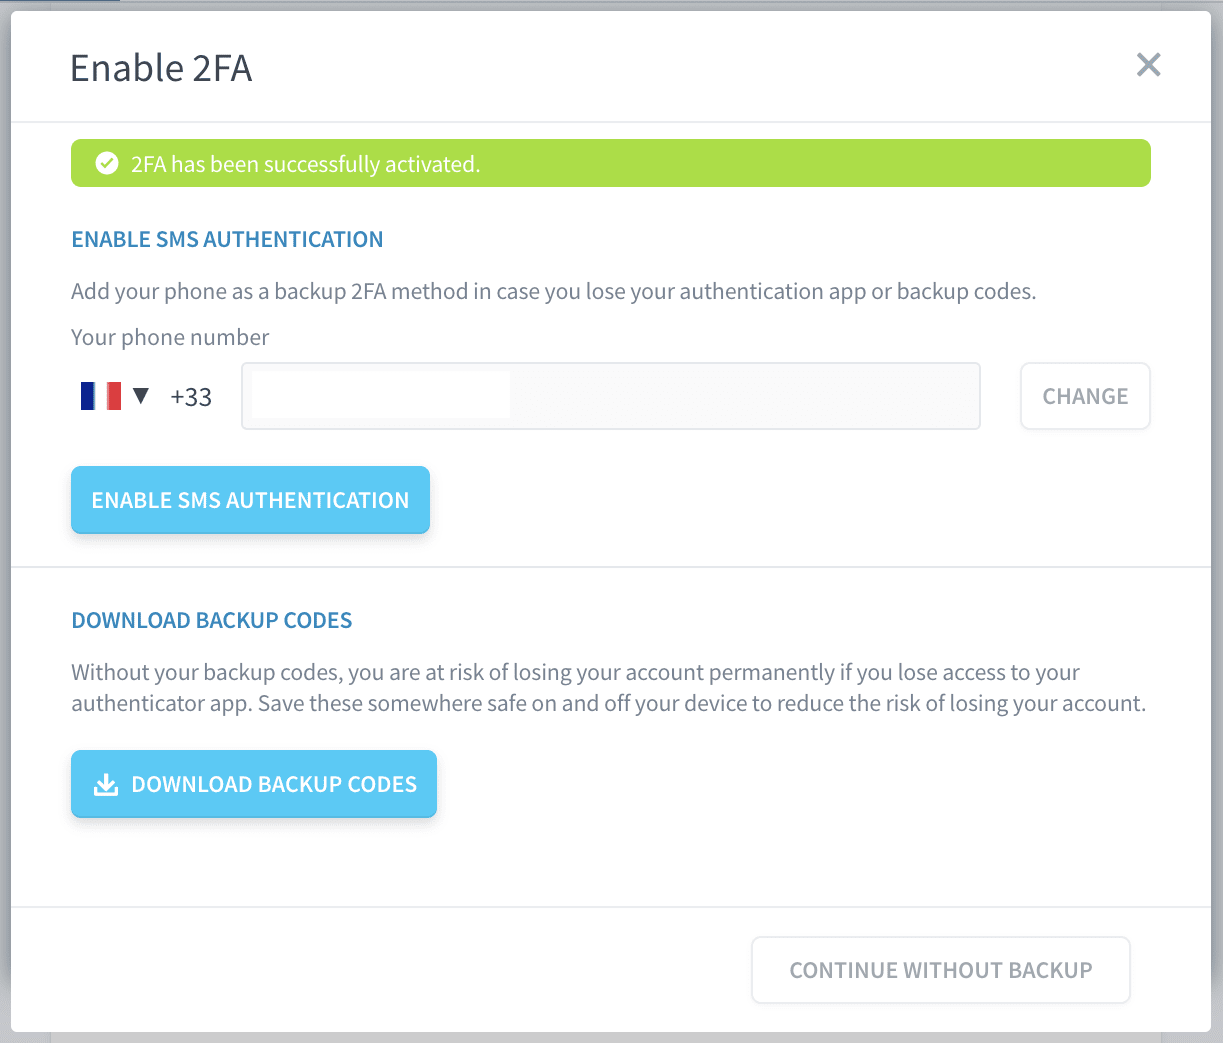 Enable 2FA
2FA has been successfully activated.
ENABLE SMS AUTHENTICATION
Add your phone as a backup 2FA method in case you lose your authentication app or backup codes.
Your phone number
+33
CHANGE
ENABLE SMS AUTHENTICATION
DOWNLOAD BACKUP CODES
Without your backup codes, you are at risk of losing your account permanently if you lose access to your
authenticator app. Save these somewhere safe on and off your device to reduce the risk of losing your account.
DOWNLOAD BACKUP CODES
CONTINUE WITHOUT BACKUP